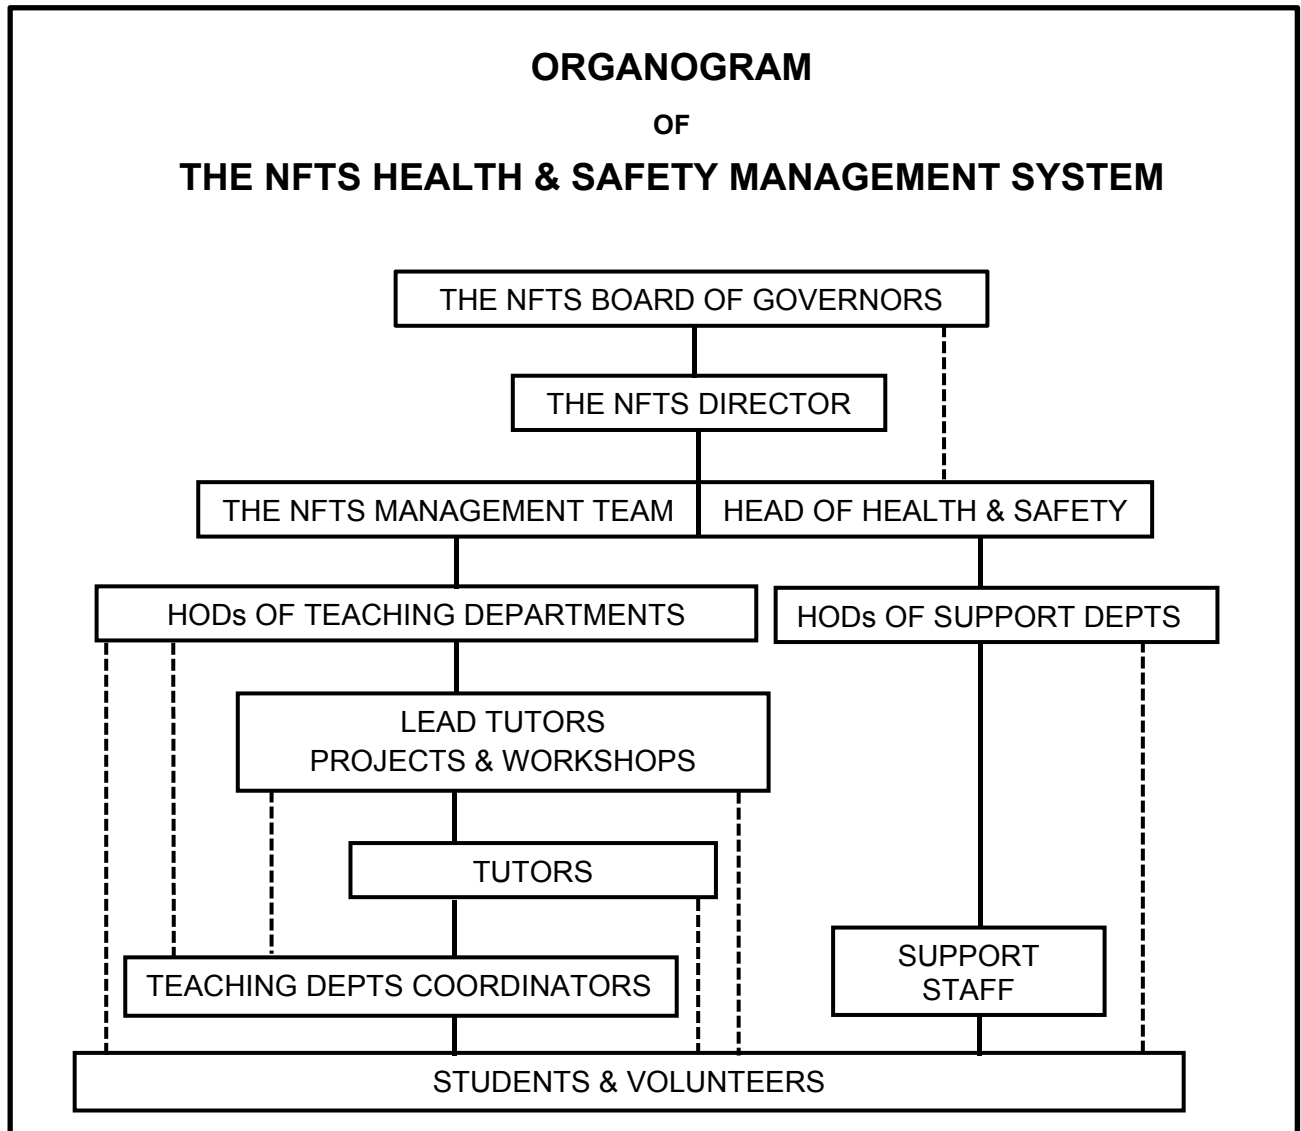 ORGANOGRAM
OF
THE NFTS HEALTH & SAFETY MANAGEMENT SYSTEM
THE NFTS BOARD OF GOVERNORS
THE NFTS DIRECTOR
THE NFTS MANAGEMENT TEAM
HEAD OF HEALTH & SAFETY
HODs OF TEACHING DEPARTMENTS
HODs OF SUPPORT DEPTS
LEAD TUTORS
PROJECTS & WORKSHOPS
TUTORS
TEACHING DEPTS COORDINATORS
SUPPORT
STAFF
STUDENTS & VOLUNTEERS